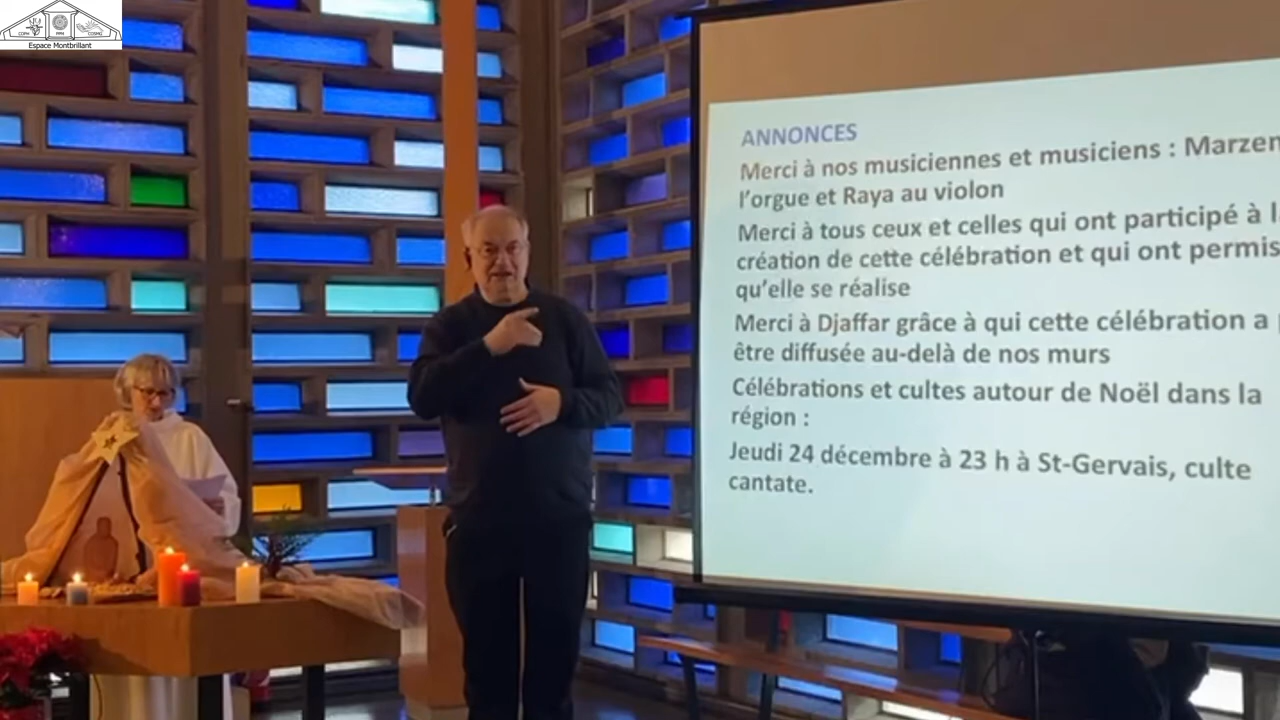 COPH
PPH
COSMG
Espace Montbrillant
ANNONCES
Merci à nos musiciennes et musiciens : Marzen
l'orgue et Raya au violon
Merci à tous ceux et celles qui ont participé à l
création de cette célébration et qui ont permis
qu'elle se réalise
Merci à Djaffar grâce à qui cette célébration a
être diffusée au-delà de nos murs
Célébrations et cultes autour de Noël dans la
région :
Jeudi 24 décembre à 23 h à St-Gervais, culte
cantate.